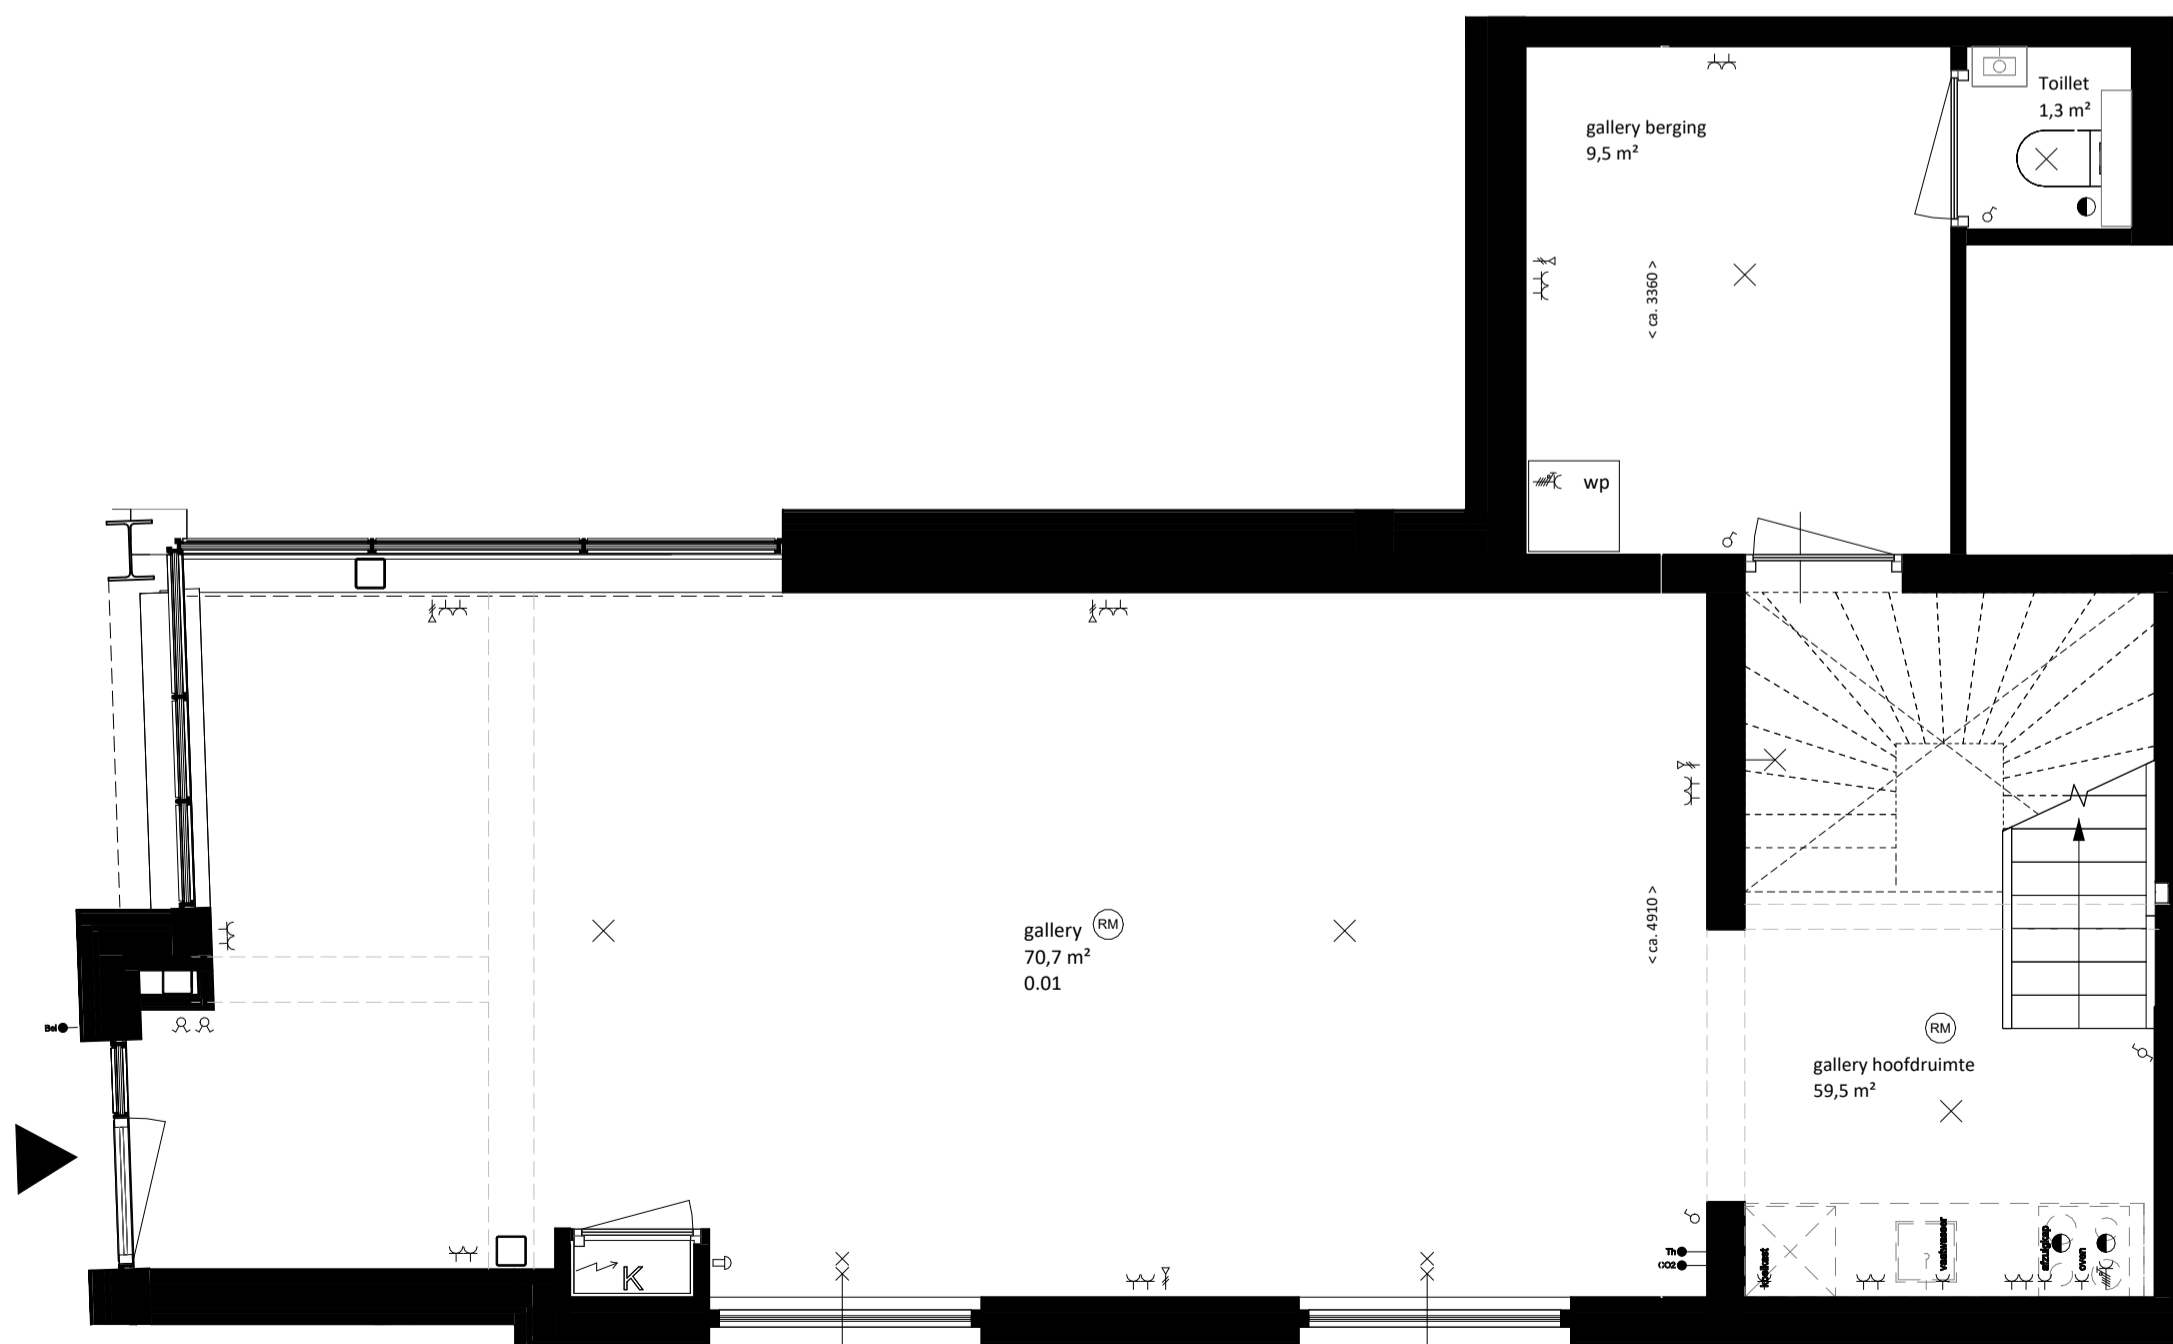 Toillet
1,3 m²
gallery berging
9,5 m²
< ca. 3360 >
wp
gallery
RM
70,7 m²
0.01
< ca. 4910 >
Bel
RM
gallery hoofdruimte
59,5 m²
K
Th
CO2
koelkast
vaatwasser
afzuigkap
oven